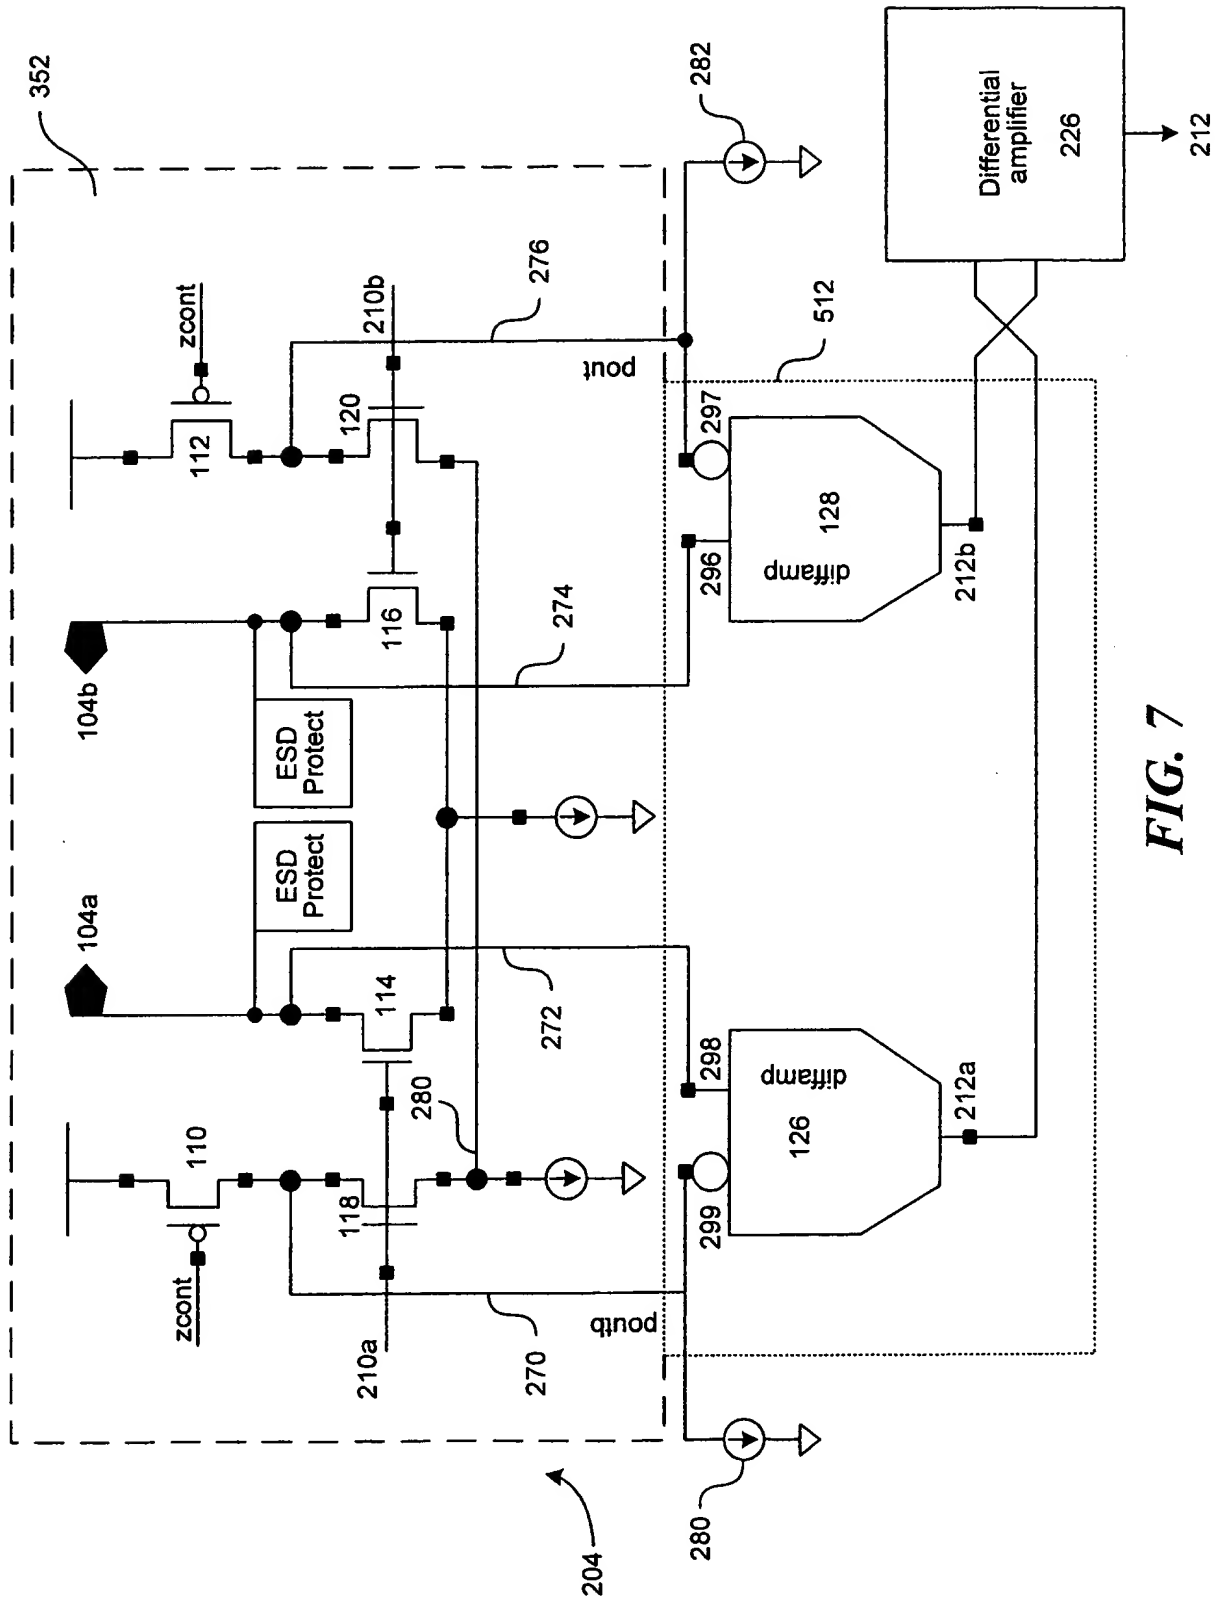 352
104a
104b
ESD
Protect
ESD
Protect
zcont
110
zcont
112
210a
118
114
116
120
210b
280
270
poutb
272
274
276
pout
282
204
280
299
298
diffamp
126
212a
296
297
diffamp
128
212b
512
Differential
amplifier
226
212
FIG. 7